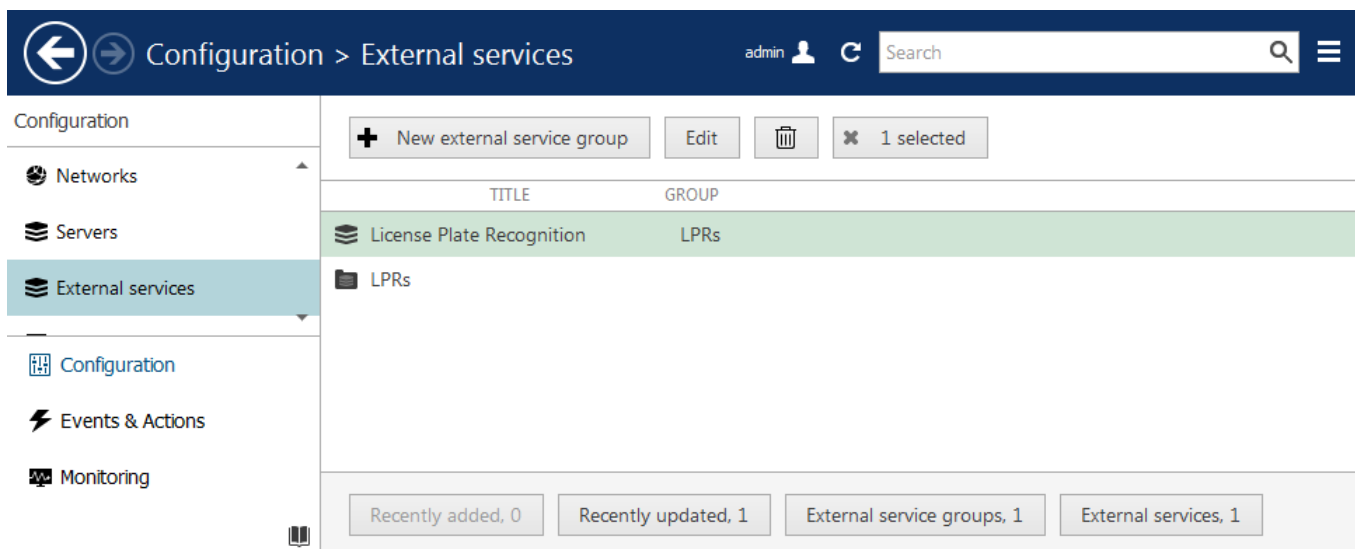 Configuration > External services
admin
Search
Configuration
Networks
Servers
External services
Configuration
Events & Actions
Monitoring
New external service group
Edit
1 selected
TITLE GROUP
License Plate Recognition LPRs
LPRs
Recently added, 0
Recently updated, 1
External service groups, 1
External services, 1